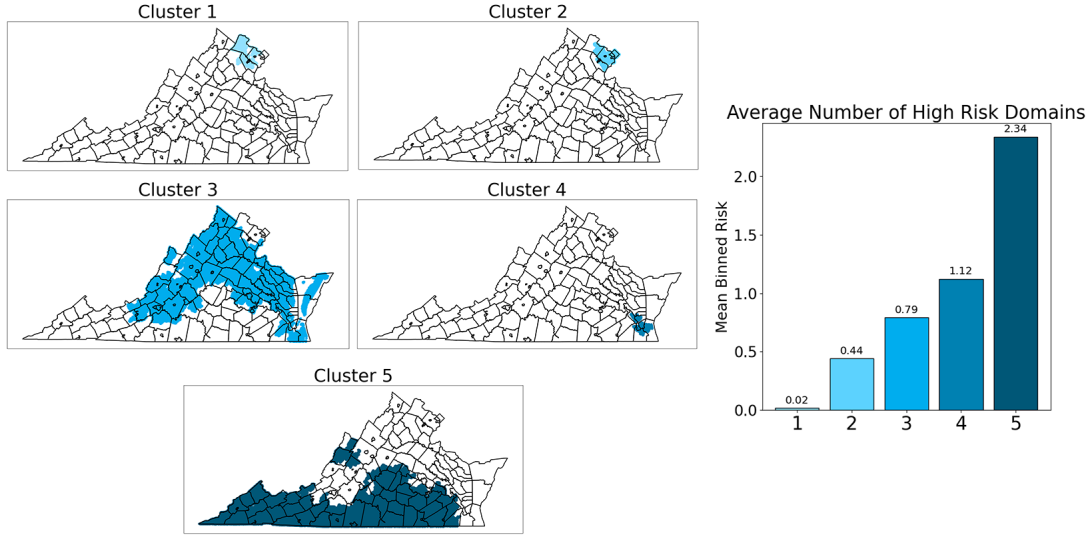 Cluster 1
Cluster 2
Cluster 3
Cluster 4
Cluster 5
Average Number of High Risk Domains
Mean Binned Risk
2.0
1.5
1.0
0.5
0.0
0.02
0.44
0.79
1.12
2.34
1 2 3 4 5